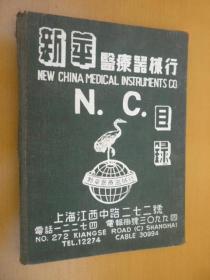 新華醫療器械行
NEW CHINA MEDICAL INSTRUMENTS CO.
N. C. 目錄
上海江西中路二七二號
電話一二二七四 電報掛號三〇九九四
NO. 272 KIANGSE ROAD (C) SHANGHAI
TEL. 12274 CABLE 30994